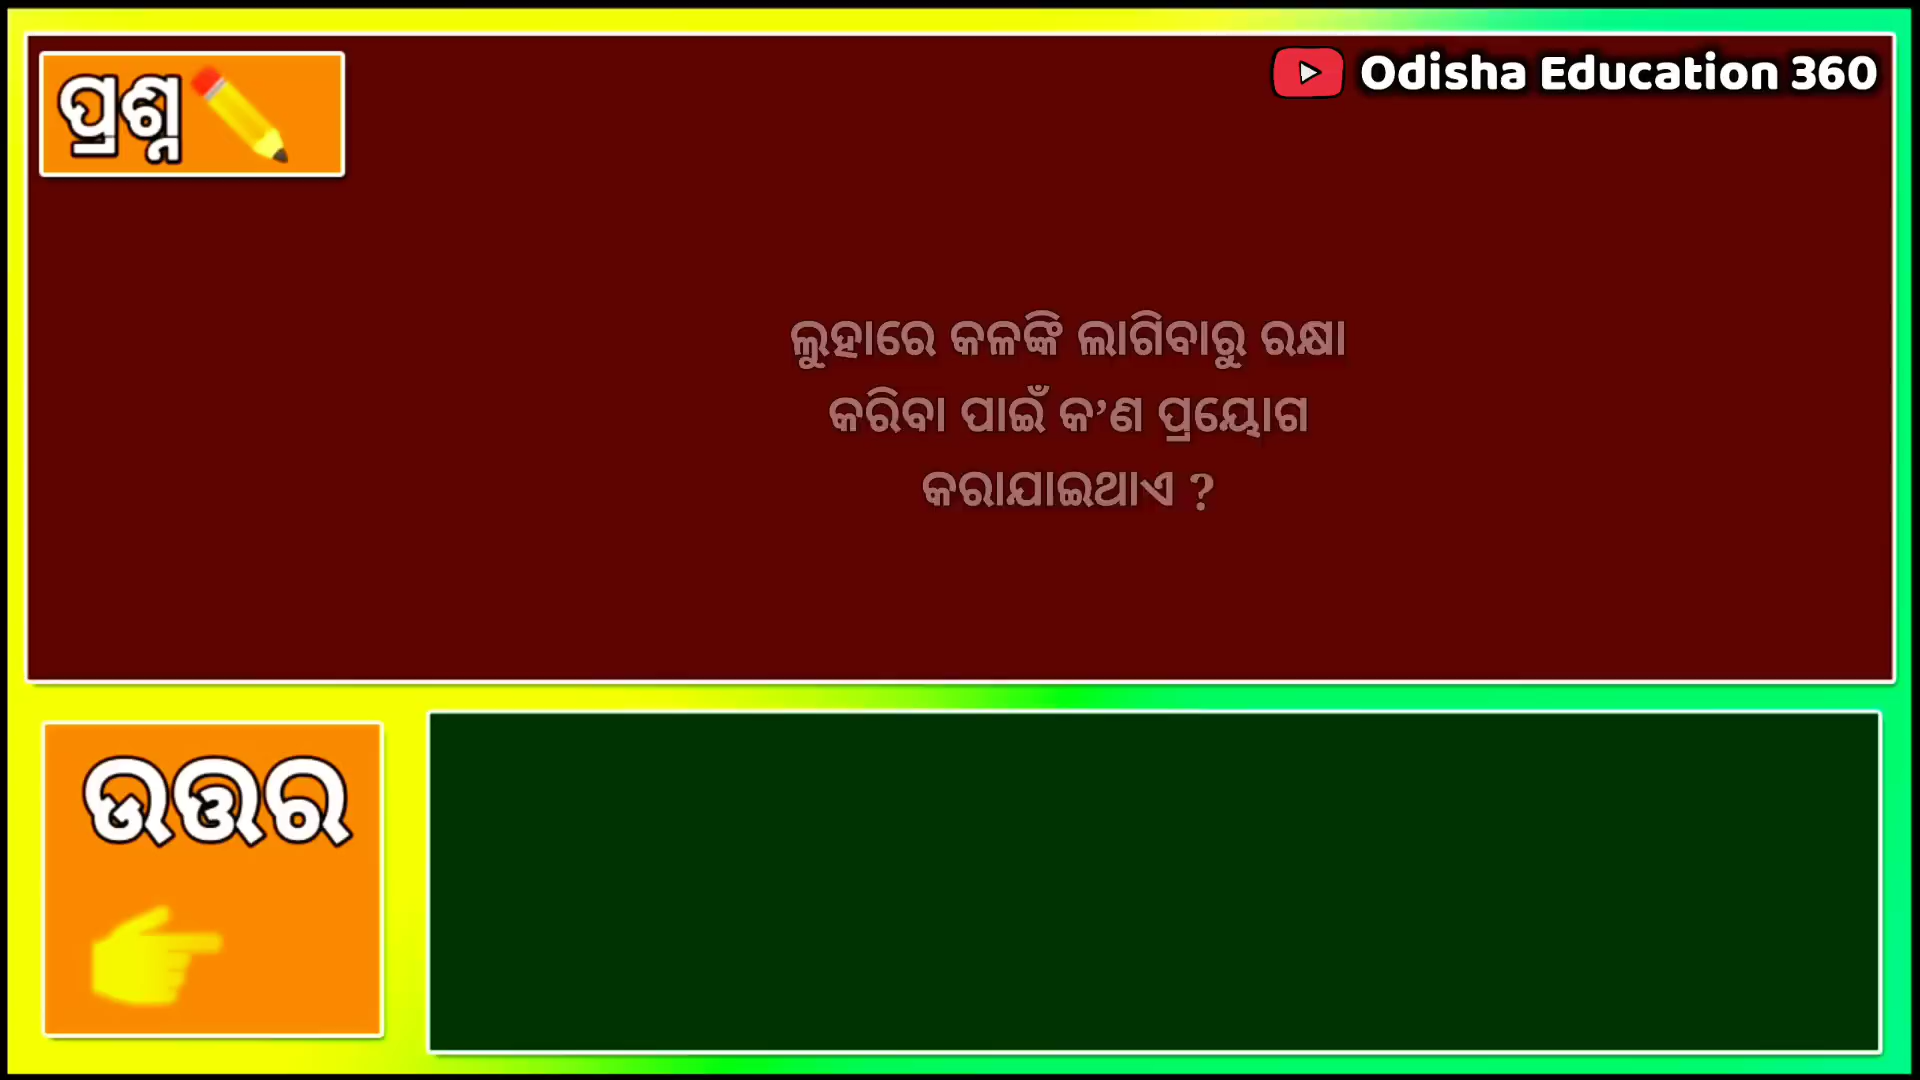 ପ୍ରଶ୍ନ
Odisha Education 360
ଲୁହାରେ କଳଙ୍କି ଲାଗିବାରୁ ରକ୍ଷା
କରିବା ପାଇଁ କ’ଣ ପ୍ରୟୋଗ
କରାଯାଇଥାଏ ?
ଉତ୍ତର